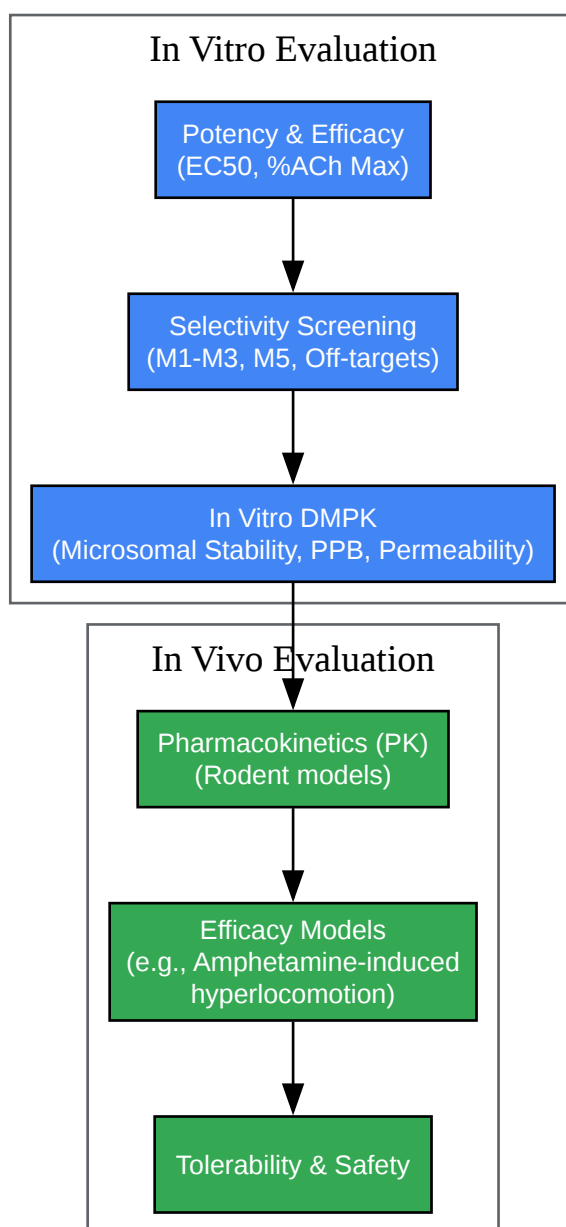 In Vitro Evaluation
Potency & Efficacy
(EC50, %ACh Max)
Selectivity Screening
(M1-M3, M5, Off-targets)
In Vitro DMPK
(Microsomal Stability, PPB, Permeability)
In Vivo Evaluation
Pharmacokinetics (PK)
(Rodent models)
Efficacy Models
(e.g., Amphetamine-induced
hyperlocomotion)
Tolerability & Safety